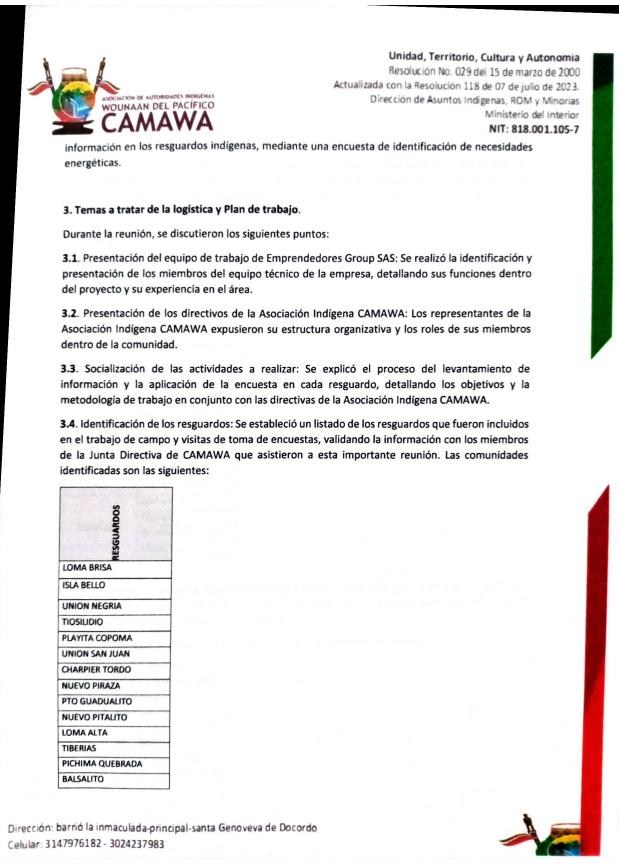 Unidad, Territorio, Cultura y Autonomia
Resolución No. 029 del 15 de marzo de 2000
Actualizada con la Resolución 118 de 07 de julio de 2023.
Dirección de Asuntos Indígenas, ROM y Minorias
Ministerio del Interior
NIT: 818.001.105-7
ASOCIACIÓN DE AUTORIDADES INDÍGENAS
WOUNAAN DEL PACÍFICO
CAMAWA
información en los resguardos indígenas, mediante una encuesta de identificación de necesidades
energéticas.
3. Temas a tratar de la logística y Plan de trabajo.
Durante la reunión, se discutieron los siguientes puntos:
3.1. Presentación del equipo de trabajo de Emprendedores Group SAS: Se realizó la identificación y
presentación de los miembros del equipo técnico de la empresa, detallando sus funciones dentro
del proyecto y su experiencia en el área.
3.2. Presentación de los directivos de la Asociación Indígena CAMAWA: Los representantes de la
Asociación Indígena CAMAWA expusieron su estructura organizativa y los roles de sus miembros
dentro de la comunidad.
3.3. Socialización de las actividades a realizar: Se explicó el proceso del levantamiento de
información y la aplicación de la encuesta en cada resguardo, detallando los objetivos y la
metodología de trabajo en conjunto con las directivas de la Asociación Indígena CAMAWA.
3.4. Identificación de los resguardos: Se estableció un listado de los resguardos que fueron incluidos
en el trabajo de campo y visitas de toma de encuestas, validando la información con los miembros
de la Junta Directiva de CAMAWA que asistieron a esta importante reunión. Las comunidades
identificadas son las siguientes:
RESGUARDOS
LOMA BRISA
ISLA BELLO
UNION NEGRIA
TIOSILIDIO
PLAYITA COPOMA
UNION SAN JUAN
CHARPIER TORDO
NUEVO PIRAZA
PTO GUADUALITO
NUEVO PITALITO
LOMA ALTA
TIBERIAS
PICHIMA QUEBRADA
BALSALITO
Dirección: barrió la inmaculada-principal-santa Genoveva de Docordo
Celular: 3147976182 - 3024237983